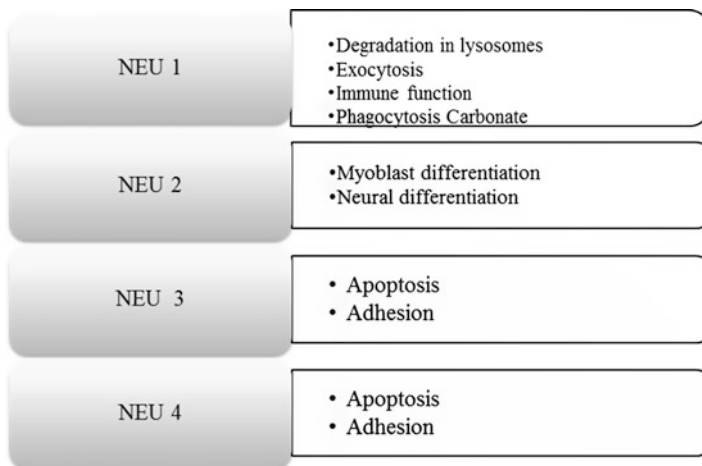 NEU 1
•Degradation in lysosomes
•Exocytosis
•Immune function
•Phagocytosis Carbonate
NEU 2
•Myoblast differentiation
•Neural differentiation
NEU 3
• Apoptosis
• Adhesion
NEU 4
• Apoptosis
• Adhesion